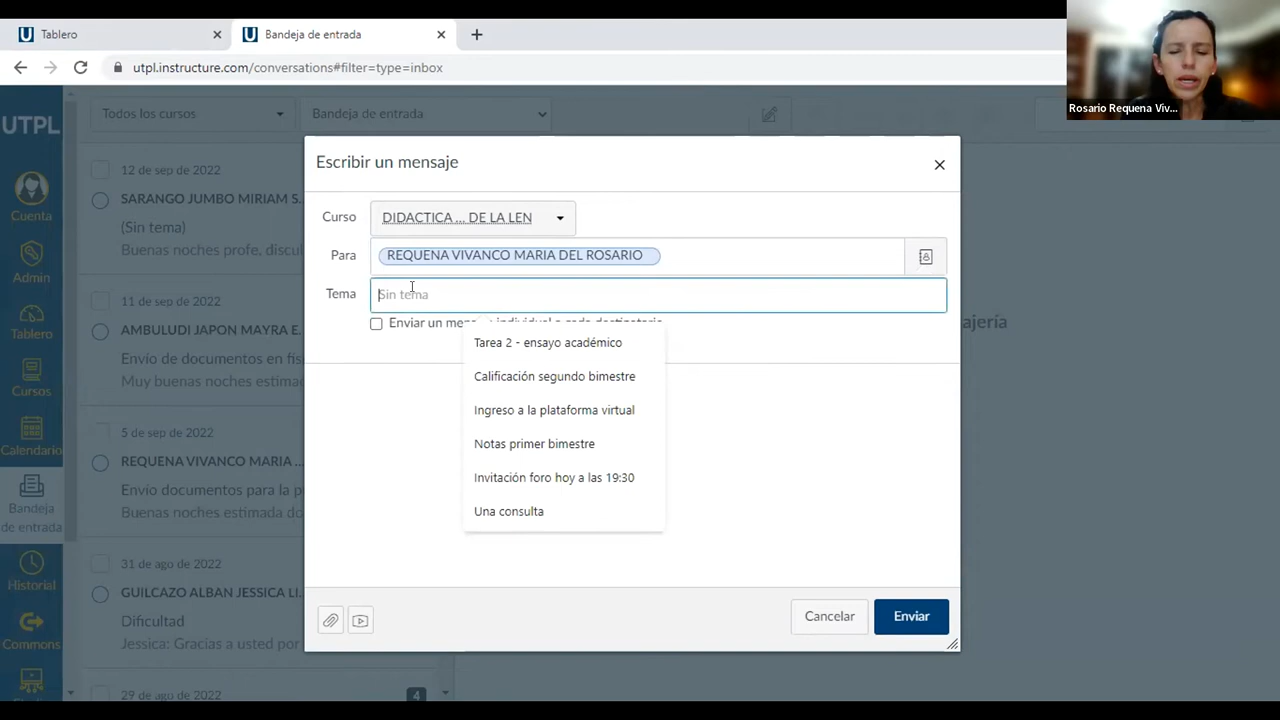 Tablero
Bandeja de entrada
Rosario Requena Viv...
utpl.instructure.com/conversations#filter=type=inbox
UTPL
Cuenta
Admin
Tablero
Cursos
Calendario
Bandeja
de entrada
Historial
Commons
Todos los cursos
Bandeja de entrada
12 de sep de 2022
SARANGO JUMBO MIRIAM S...
(Sin tema)
Buenas noches profe, discul
11 de sep de 2022
AMBULUDI JAPON MAYRA E.
Envío de documentos en fís
Muy buenas noches estimad
5 de sep de 2022
REQUENA VIVANCO MARIA ...
Envío documentos para la p
Buenas noches estimada do
31 de ago de 2022
GUILCAZO ALBAN JESSICA LI..
Dificultad
Jessica: Gracias a usted por
29 de ago de 2022
4
Escribir un mensaje
Curso
DIDACTICA ... DE LA LEN
Para
REQUENA VIVANCO MARIA DEL ROSARIO
Tema
Sin tema
Enviar un mensaje individual a cada destinatario
Tarea 2 - ensayo académico
Calificación segundo bimestre
Ingreso a la plataforma virtual
Notas primer bimestre
Invitación foro hoy a las 19:30
Una consulta
Cancelar
Enviar
ajería